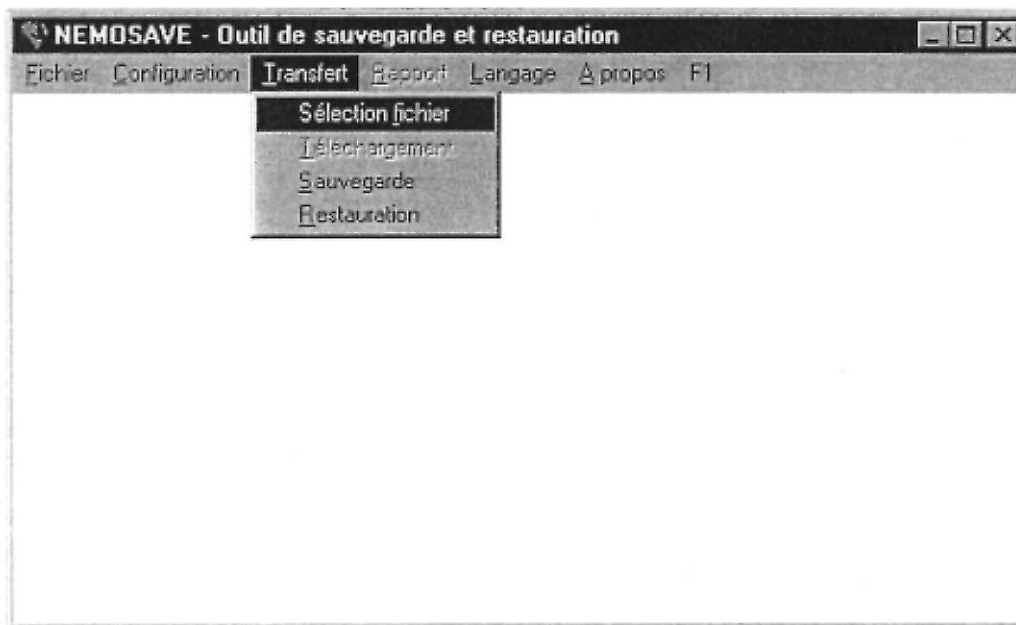 NEMOSAVE - Outil de sauvegarde et restauration
Fichier Configuration Transfert Rapport Langage A propos F1
Sélection fichier
Téléchargement
Sauvegarde
Restauration